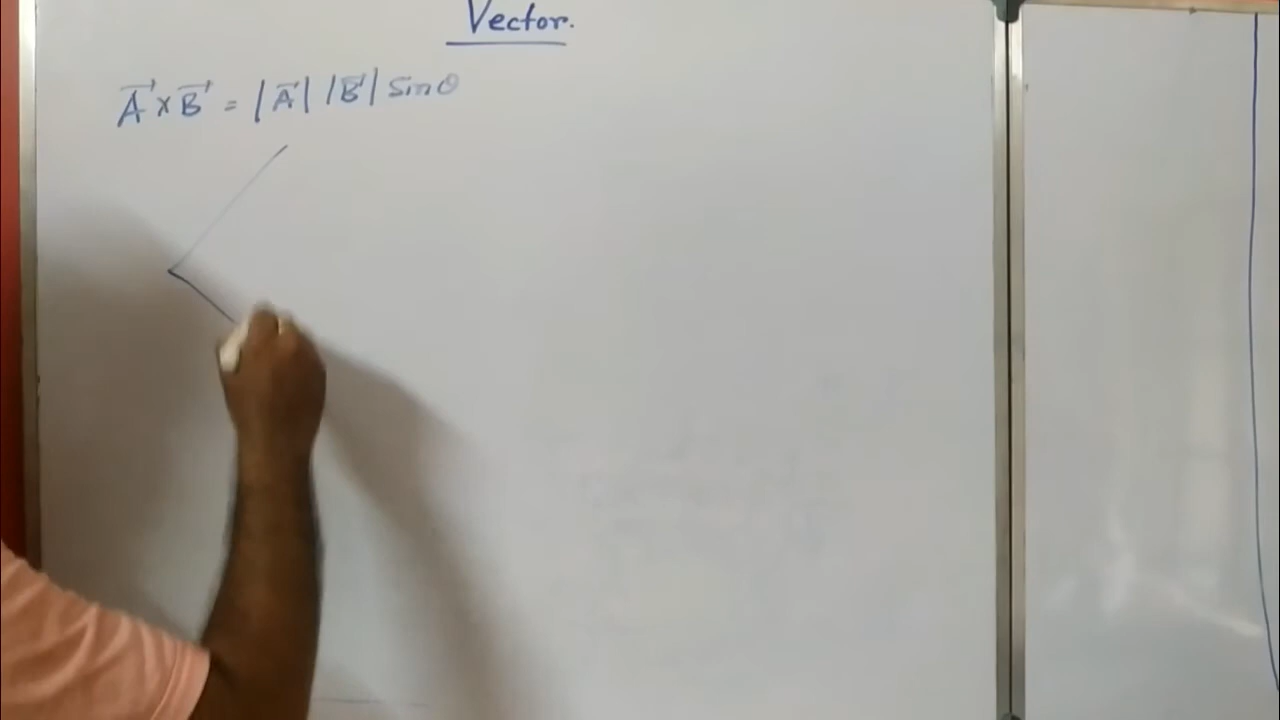 Vector.
A⃗ × B⃗ = |A⃗| |B⃗| sinθ